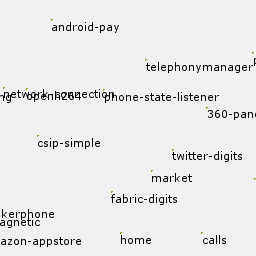 android-pay
telephonymanager
network-connection
openh264
phone-state-listener
360-pano
csip-simple
twitter-digits
market
fabric-digits
kerphone
agnetic
azon-appstore
home
calls